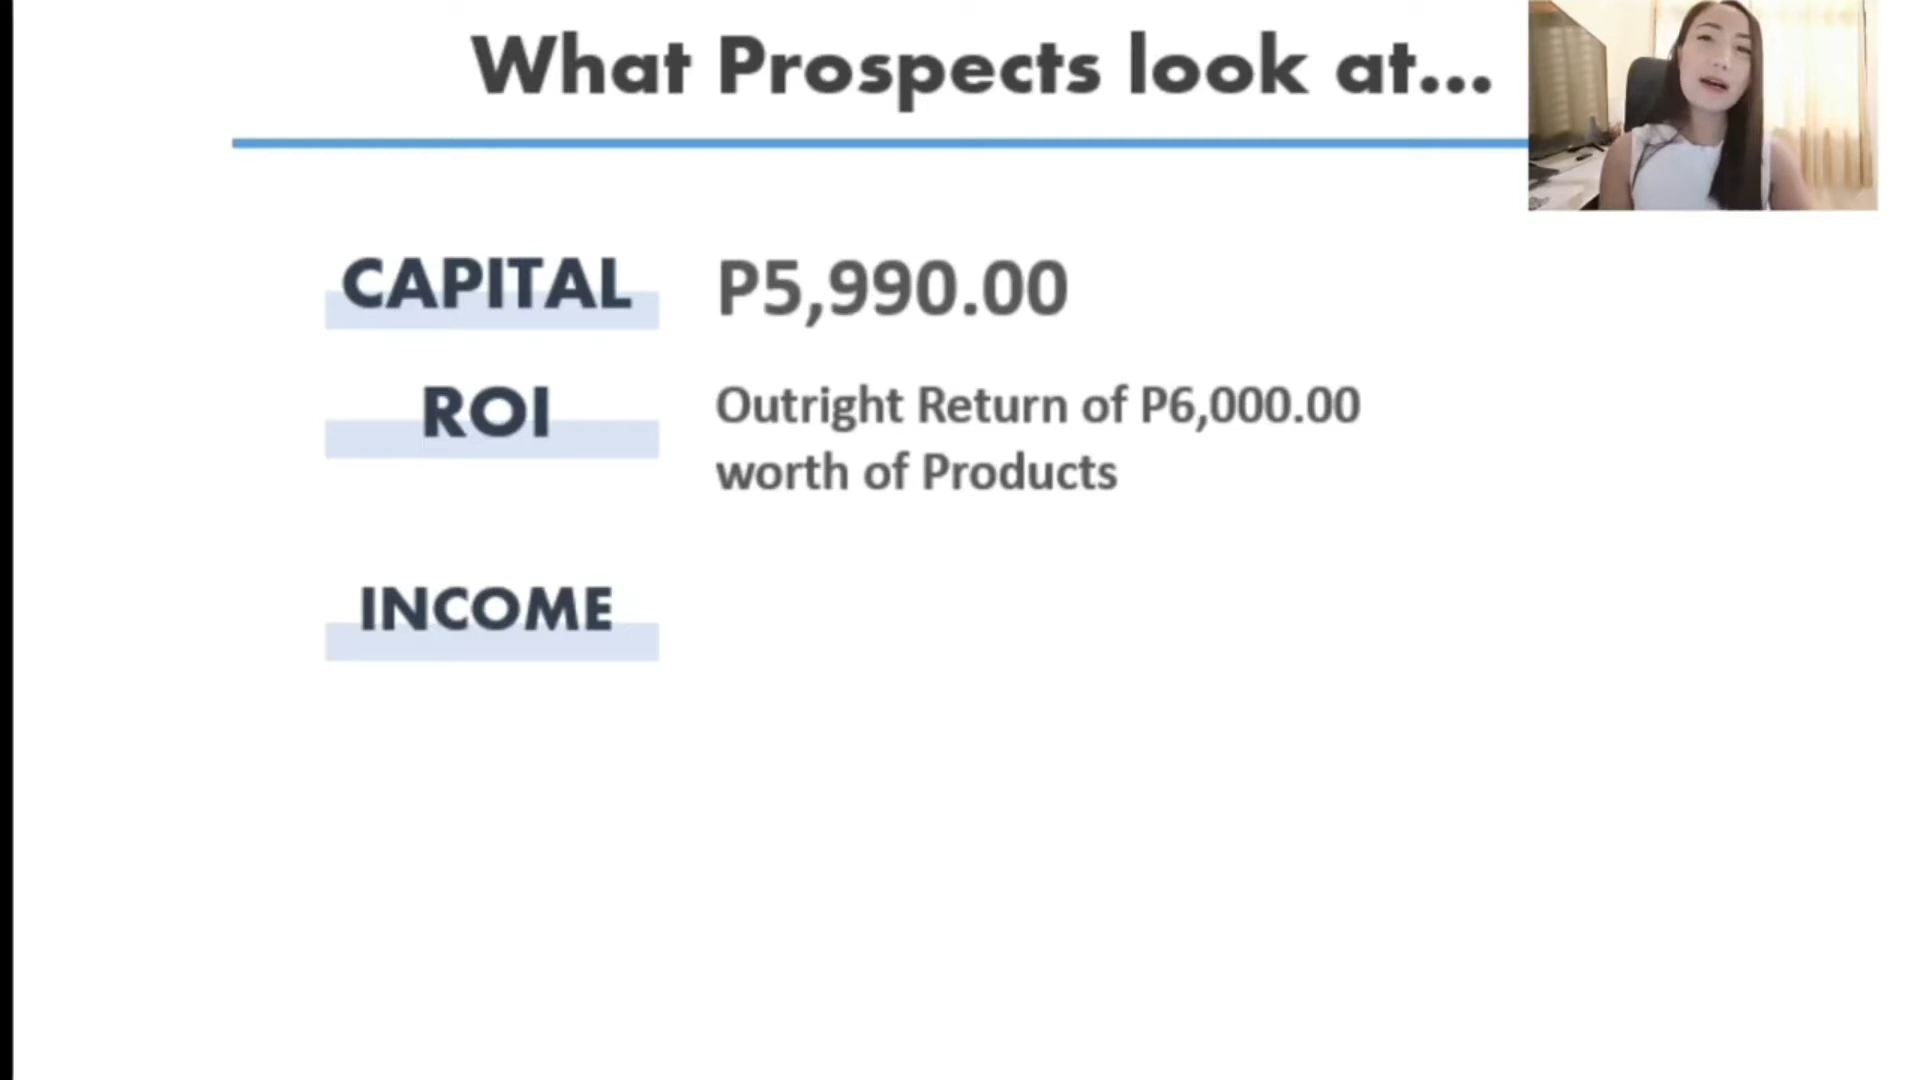 What Prospects look at...
CAPITAL P5,990.00
ROI Outright Return of P6,000.00
worth of Products
INCOME